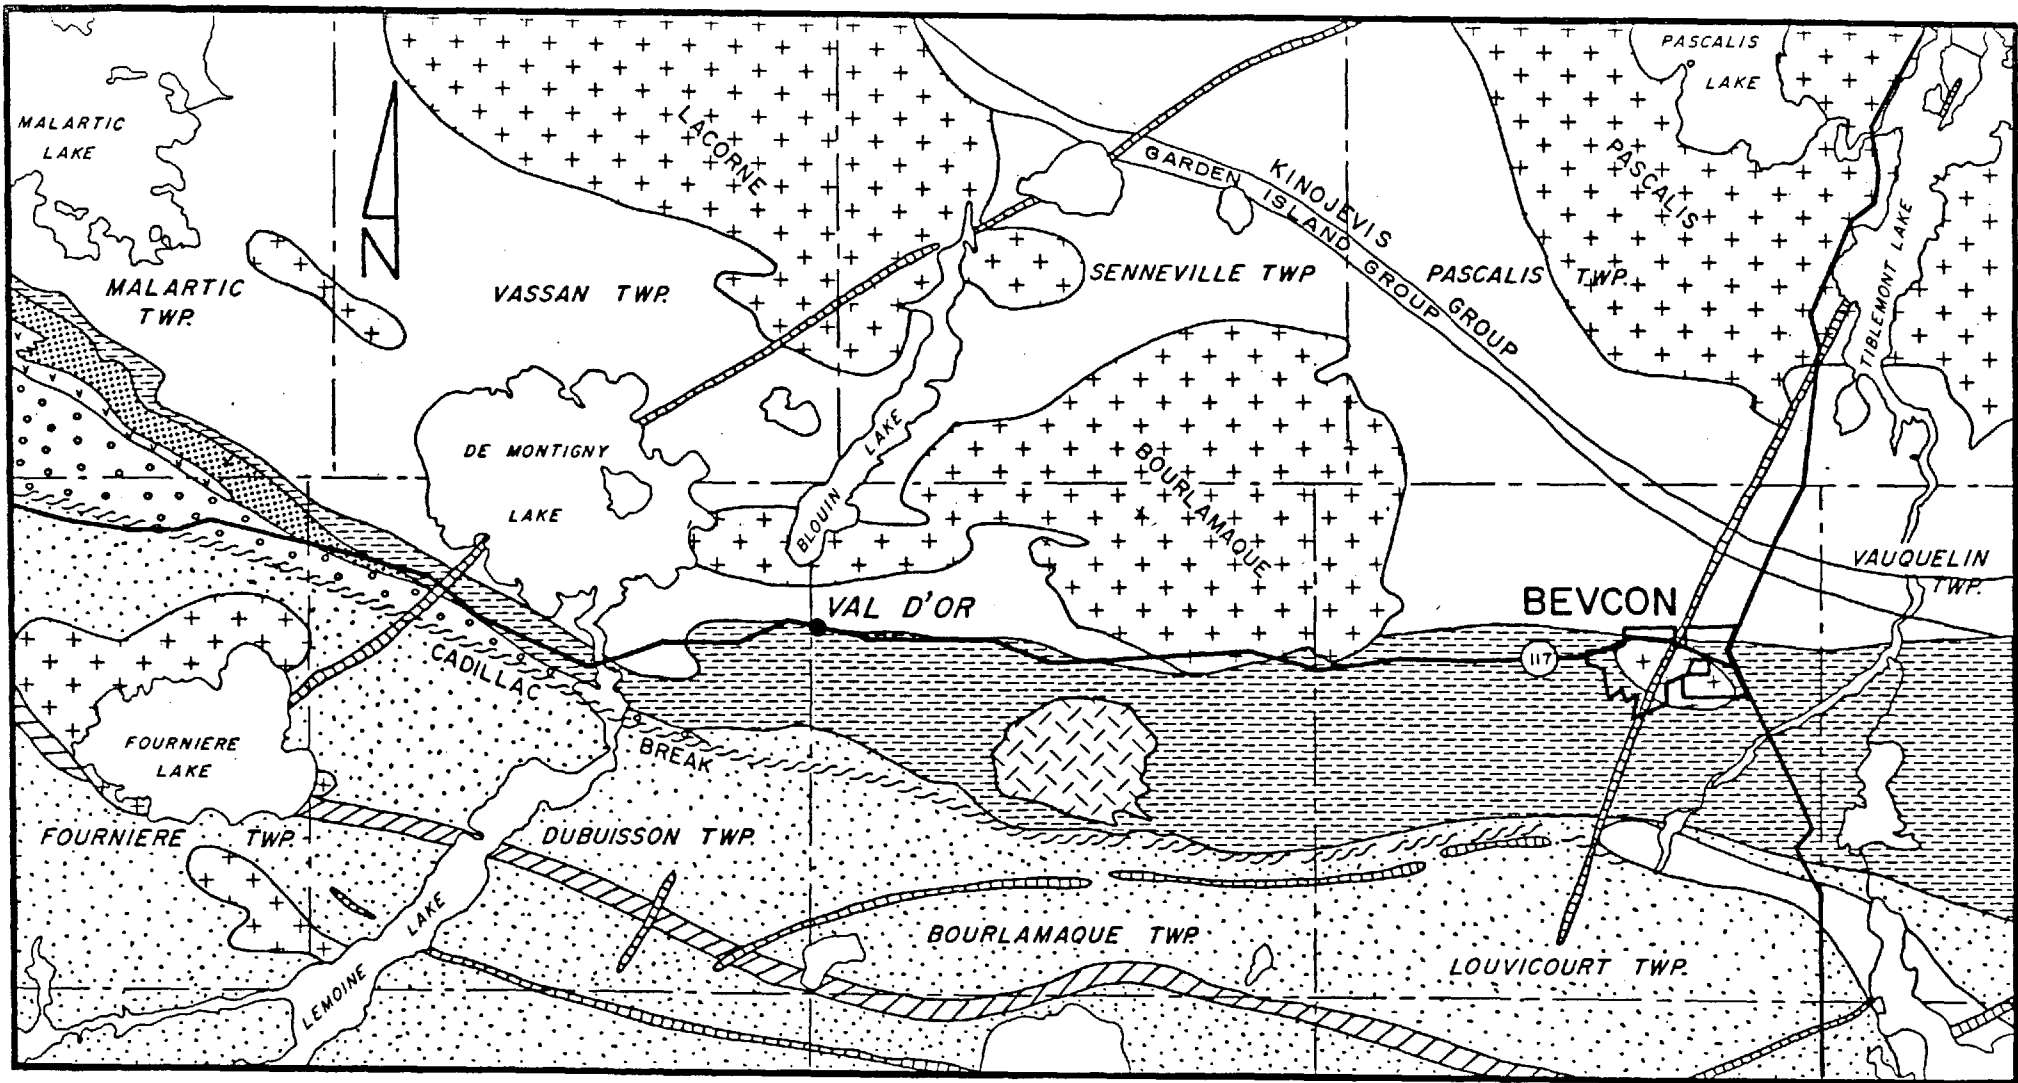 PASCALIS
LAKE
MALARTIC
LAKE
LACORNE
GARDEN
ISLAND
GROUP
KINOJEVIS
GROUP
PASCALIS
TIBLEMONT LAKE
N
MALARTIC
TWP.
VASSAN TWP.
SENNEVILLE TWP
PASCALIS TWP.
DE MONTIGNY
LAKE
BLOUIN
LAKE
BOURLAMAQUE
VAUQUELIN
TWP.
VAL D'OR
BEVCON
117
CADILLAC
BREAK
FOURNIERE
LAKE
FOURNIERE TWP.
DUBUISSON TWP.
LEMOINE
LAKE
BOURLAMAQUE TWP.
LOUVICOURT TWP.